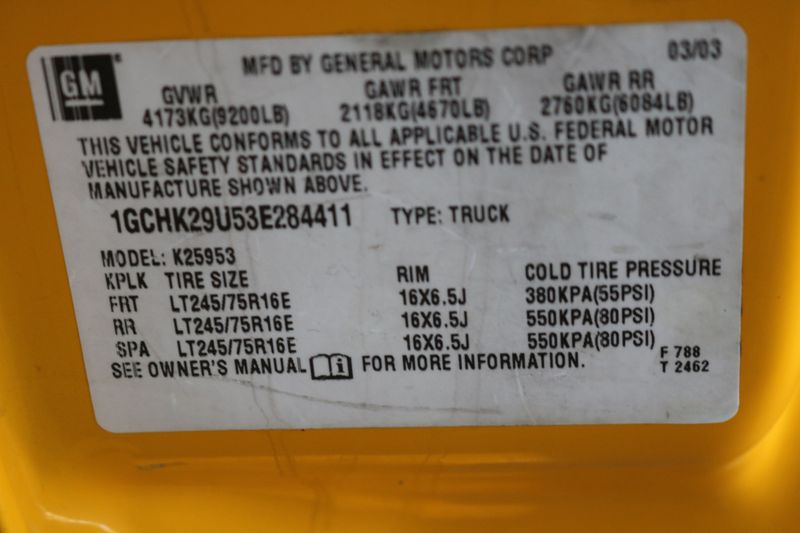 GM
MFD BY GENERAL MOTORS CORP 03/03
GVWR GAWR FRT GAWR RR
4173KG(9200LB) 2118KG(4670LB) 2760KG(6084LB)
THIS VEHICLE CONFORMS TO ALL APPLICABLE U.S. FEDERAL MOTOR
VEHICLE SAFETY STANDARDS IN EFFECT ON THE DATE OF
MANUFACTURE SHOWN ABOVE.
1GCHK29U53E284411 TYPE: TRUCK
MODEL: K25953
KPLK TIRE SIZE RIM COLD TIRE PRESSURE
FRT LT245/75R16E 16X6.5J 380KPA(55PSI)
RR LT245/75R16E 16X6.5J 550KPA(80PSI)
SPA LT245/75R16E 16X6.5J 550KPA(80PSI)
SEE OWNER'S MANUAL i FOR MORE INFORMATION.
F 788
T 2462